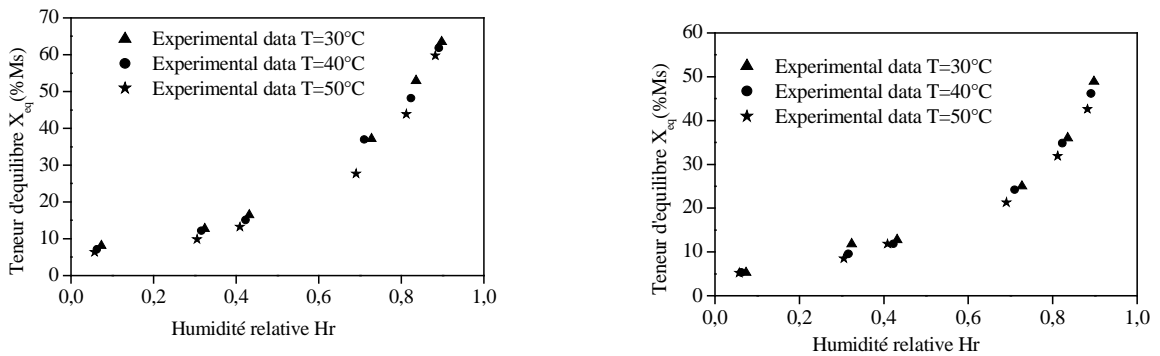 70
60
50
40
30
20
10
0
Teneur d'equilibre Xeq(%Ms)
Experimental data T=30°C
Experimental data T=40°C
Experimental data T=50°C
0,0 0,2 0,4 0,6 0,8 1,0
Humidité relative Hr
60
50
40
30
20
10
0
Teneur d'equilibre Xeq(%Ms)
Experimental data T=30°C
Experimental data T=40°C
Experimental data T=50°C
0,0 0,2 0,4 0,6 0,8 1,0
Humidité relative Hr